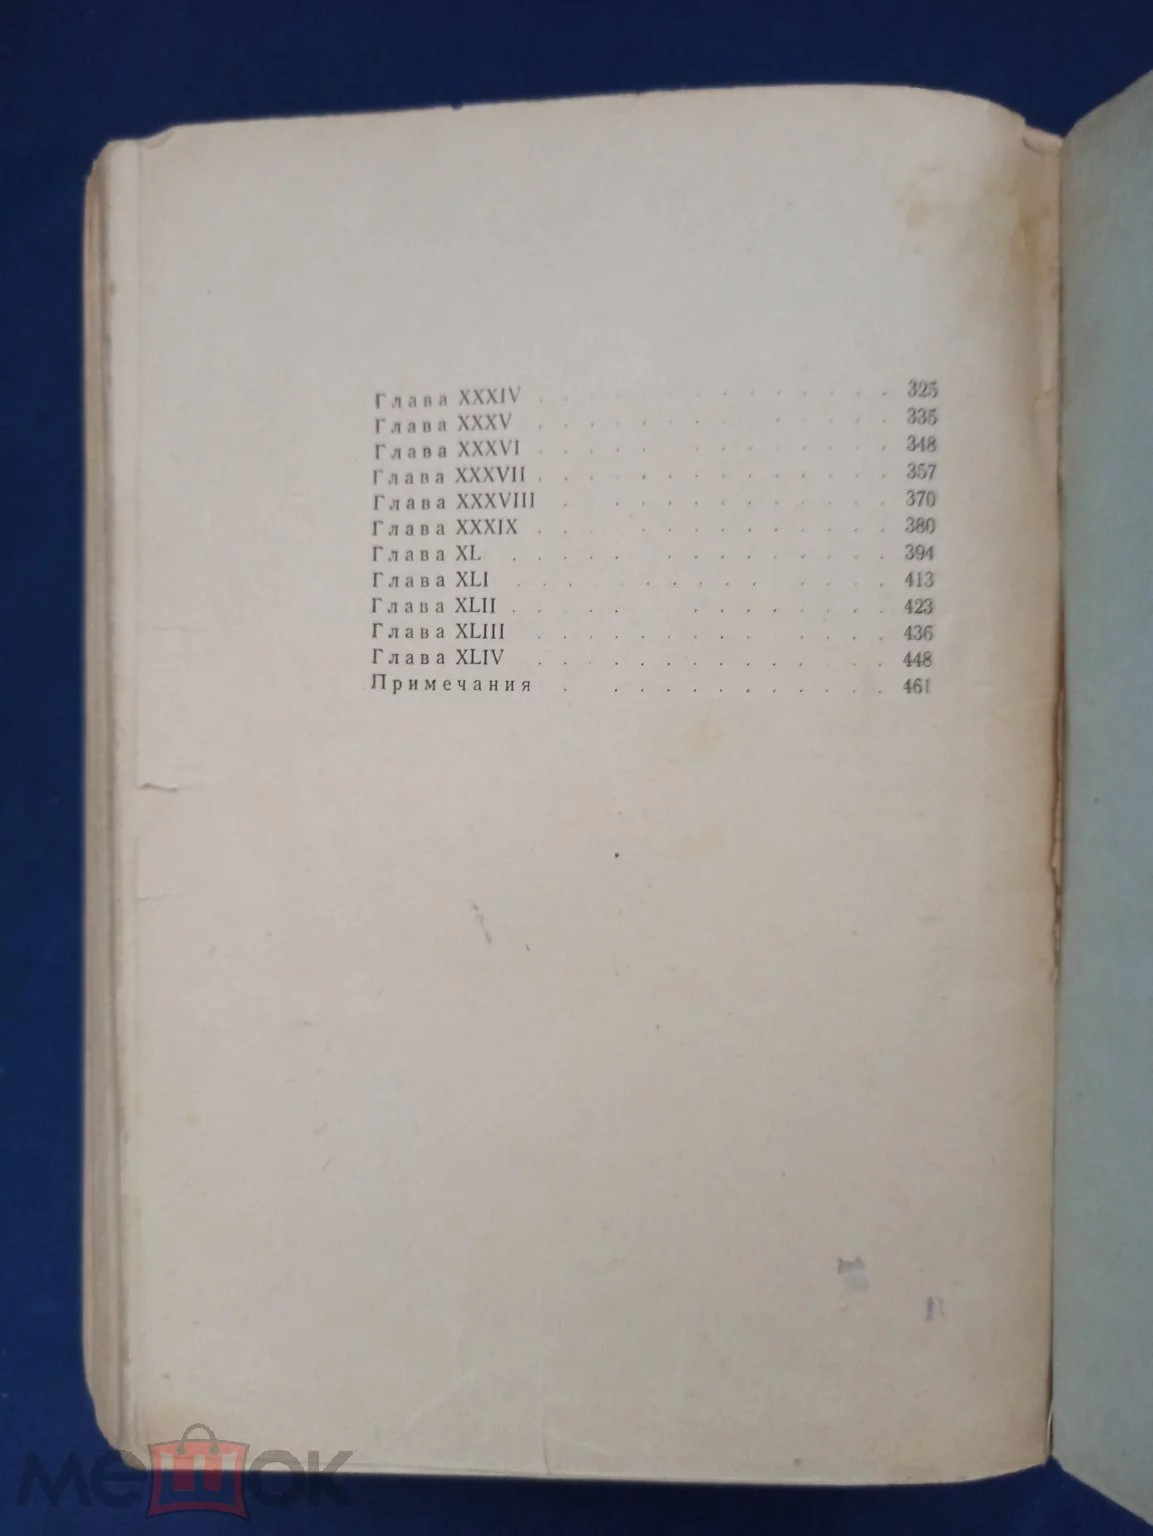 Глава XXXIV . . . . . . . . . . . . . . 325
Глава XXXV . . . . . . . . . . . . . 335
Глава XXXVI . . . . . . . . . . . . . 348
Глава XXXVII . . . . . . . . . . . . . . 357
Глава XXXVIII . . . . . . . . . . . . 370
Глава XXXIX . . . . . . . . . . . . . . 380
Глава XL . . . . . . . . . . . . . . 394
Глава XLI . . . . . . . . . . . . . 413
Глава XLII . . . . . . . . . . . . . 423
Глава XLIII . . . . . . . . . . . . . . 436
Глава XLIV . . . . . . . . . . . . . 448
Примечания . . . . . . . . . . . . 461
мешок